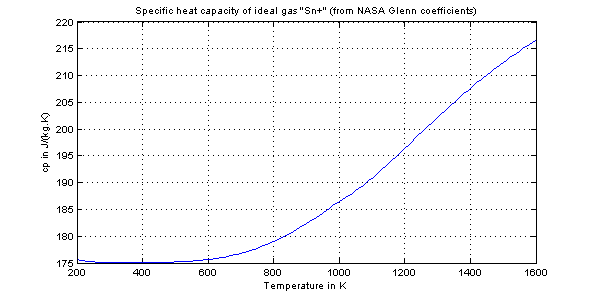 Specific heat capacity of ideal gas "Sn+" (from NASA Glenn coefficients)
220
215
210
205
200
195
190
185
180
175
cp in J/(kg.K)
200 400 600 800 1000 1200 1400 1600
Temperature in K